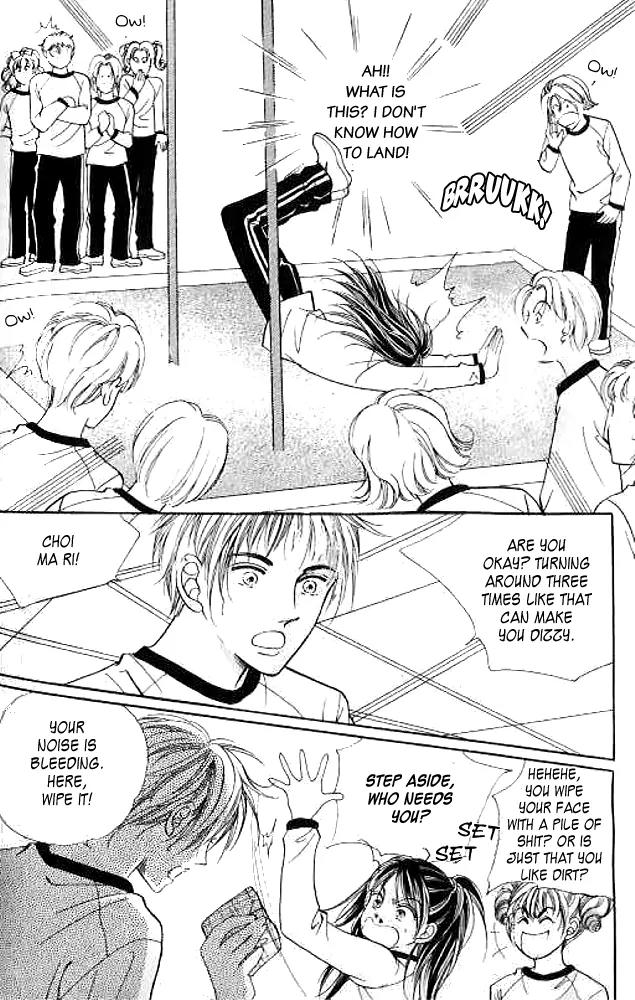 OW!
AH!!
WHAT IS
THIS? I DON'T
KNOW HOW
TO LAND!
OW!
BRRUUKK!
OW!
OW!
CHOI
MA RI!
ARE YOU
OKAY? TURNING
AROUND THREE
TIMES LIKE THAT
CAN MAKE
YOU DIZZY.
YOUR
NOISE IS
BLEEDING.
HERE,
WIPE IT!
STEP ASIDE,
WHO NEEDS
YOU?
SET
SET
HEHEHE,
YOU WIPE
YOUR FACE
WITH A PILE OF
SHIT? OR IS
JUST THAT YOU
LIKE DIRT?